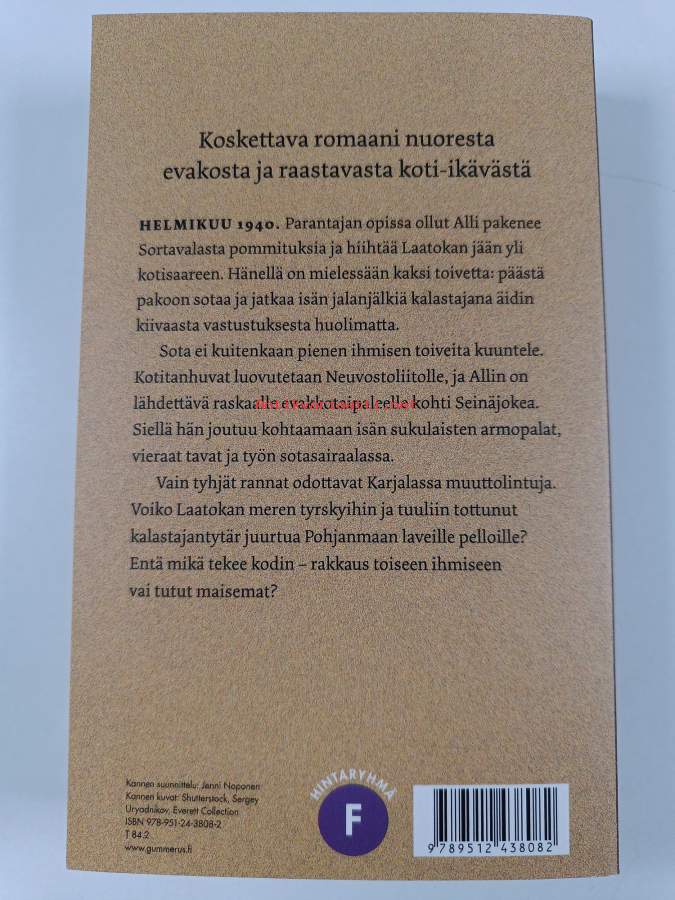 Koskettava romaani nuoresta
evakosta ja raastavasta koti-ikävästä
HELMIKUU 1940. Parantajan opissa ollut Alli pakenee
Sortavalasta pommituksia ja hiihtää Laatokan jään yli
kotisaareen. Hänellä on mielessään kaksi toivetta: päästä
pakoon sotaa ja jatkaa isän jalanjälkiä kalastajana äidin
kiivaasta vastustuksesta huolimatta.
Sota ei kuitenkaan pienen ihmisen toiveita kuuntele.
Kotitanhuvat luovutetaan Neuvostoliitolle, ja Allin on
lähdettävä raskaalle evakkotaipaleelle kohti Seinäjokea.
Siellä hän joutuu kohtaamaan isän sukulaisten armopalat,
vieraat tavat ja työn sotasairaalassa.
Vain tyhjät rannat odottavat Karjalassa muuttolintuja.
Voiko Laatokan meren tyrskyihin ja tuuliin tottunut
kalastajantytär juurtua Pohjanmaan laveille pelloille?
Entä mikä tekee kodin – rakkaus toiseen ihmiseen
vai tutut maisemat?
Kannen suunnittelu: Jenni Noponen
Kannen kuvat: Shutterstock, Sergey
Uryadnikov, Everett Collection
ISBN 978-951-24-3808-2
T 84.2
www.gummerus.fi
HINTARYHMÄ
F
9 789512 438082